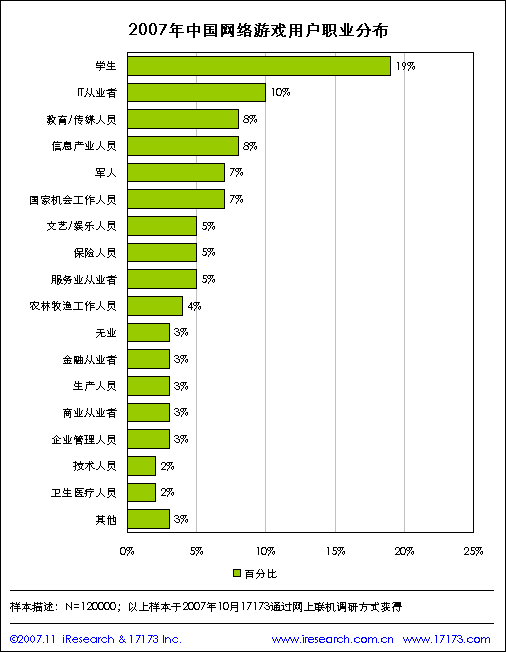 2007年中国网络游戏用户职业分布
学生 19%
IT从业者 10%
教育/传媒人员 8%
信息产业人员 8%
军人 7%
国家机会工作人员 7%
文艺/娱乐人员 5%
保险人员 5%
服务业从业者 5%
农林牧渔工作人员 4%
无业 3%
金融从业者 3%
生产人员 3%
商业从业者 3%
企业管理人员 3%
技术人员 2%
卫生医疗人员 2%
其他 3%
0% 5% 10% 15% 20% 25%
百分比
样本描述：N=120000；以上样本于2007年10月17173通过网上联机调研方式获得
©2007.11 iResearch & 17173 Inc. www.iresearch.com.cn www.17173.com